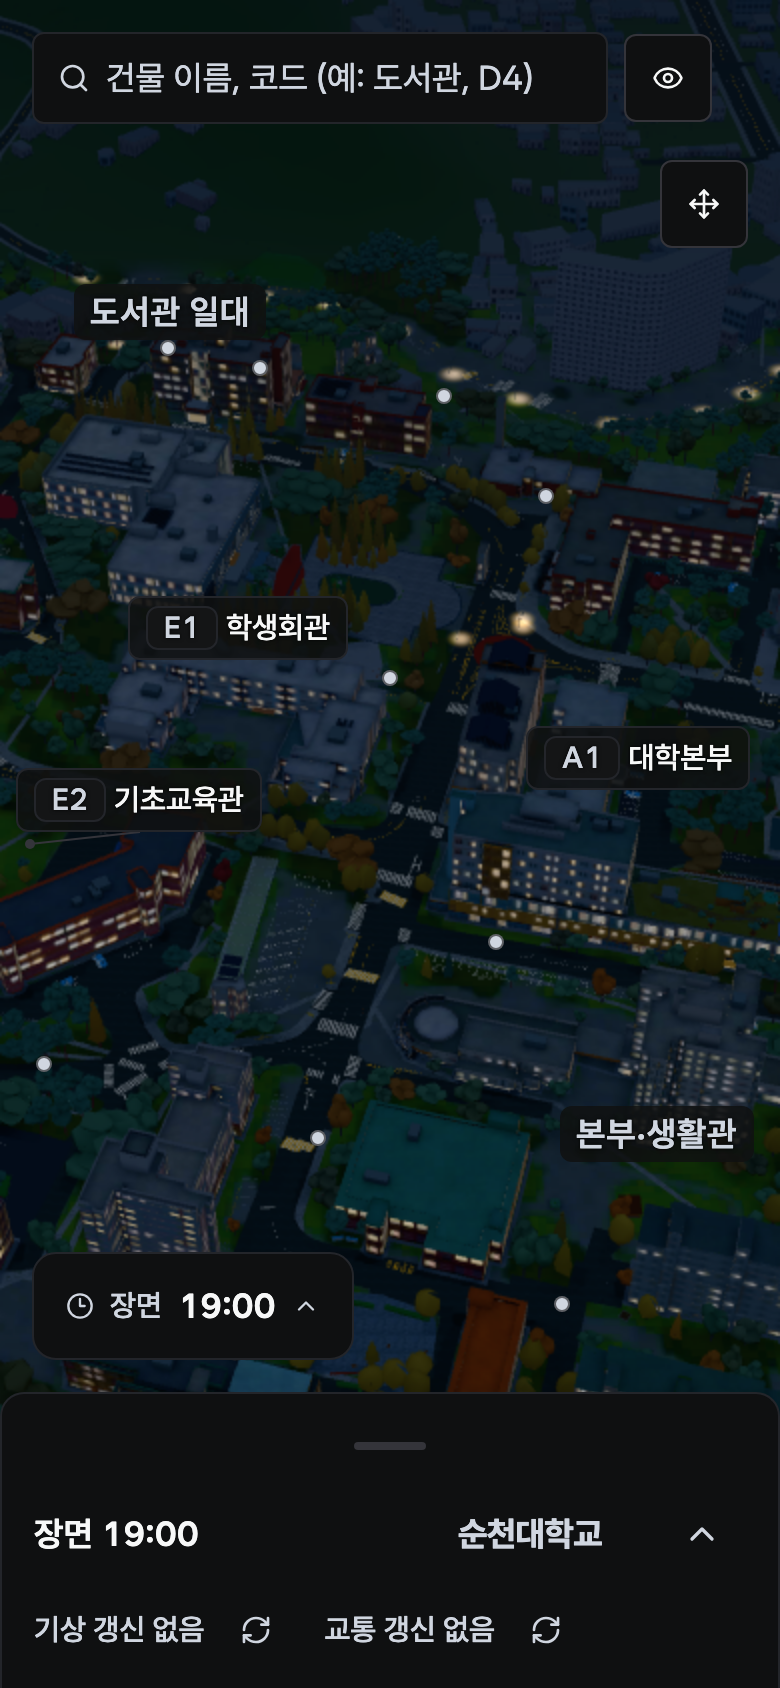 건물 이름, 코드 (예: 도서관, D4)
도서관 일대
E1 학생회관
A1 대학본부
E2 기초교육관
본부·생활관
장면 19:00
장면 19:00
순천대학교
기상 갱신 없음
교통 갱신 없음